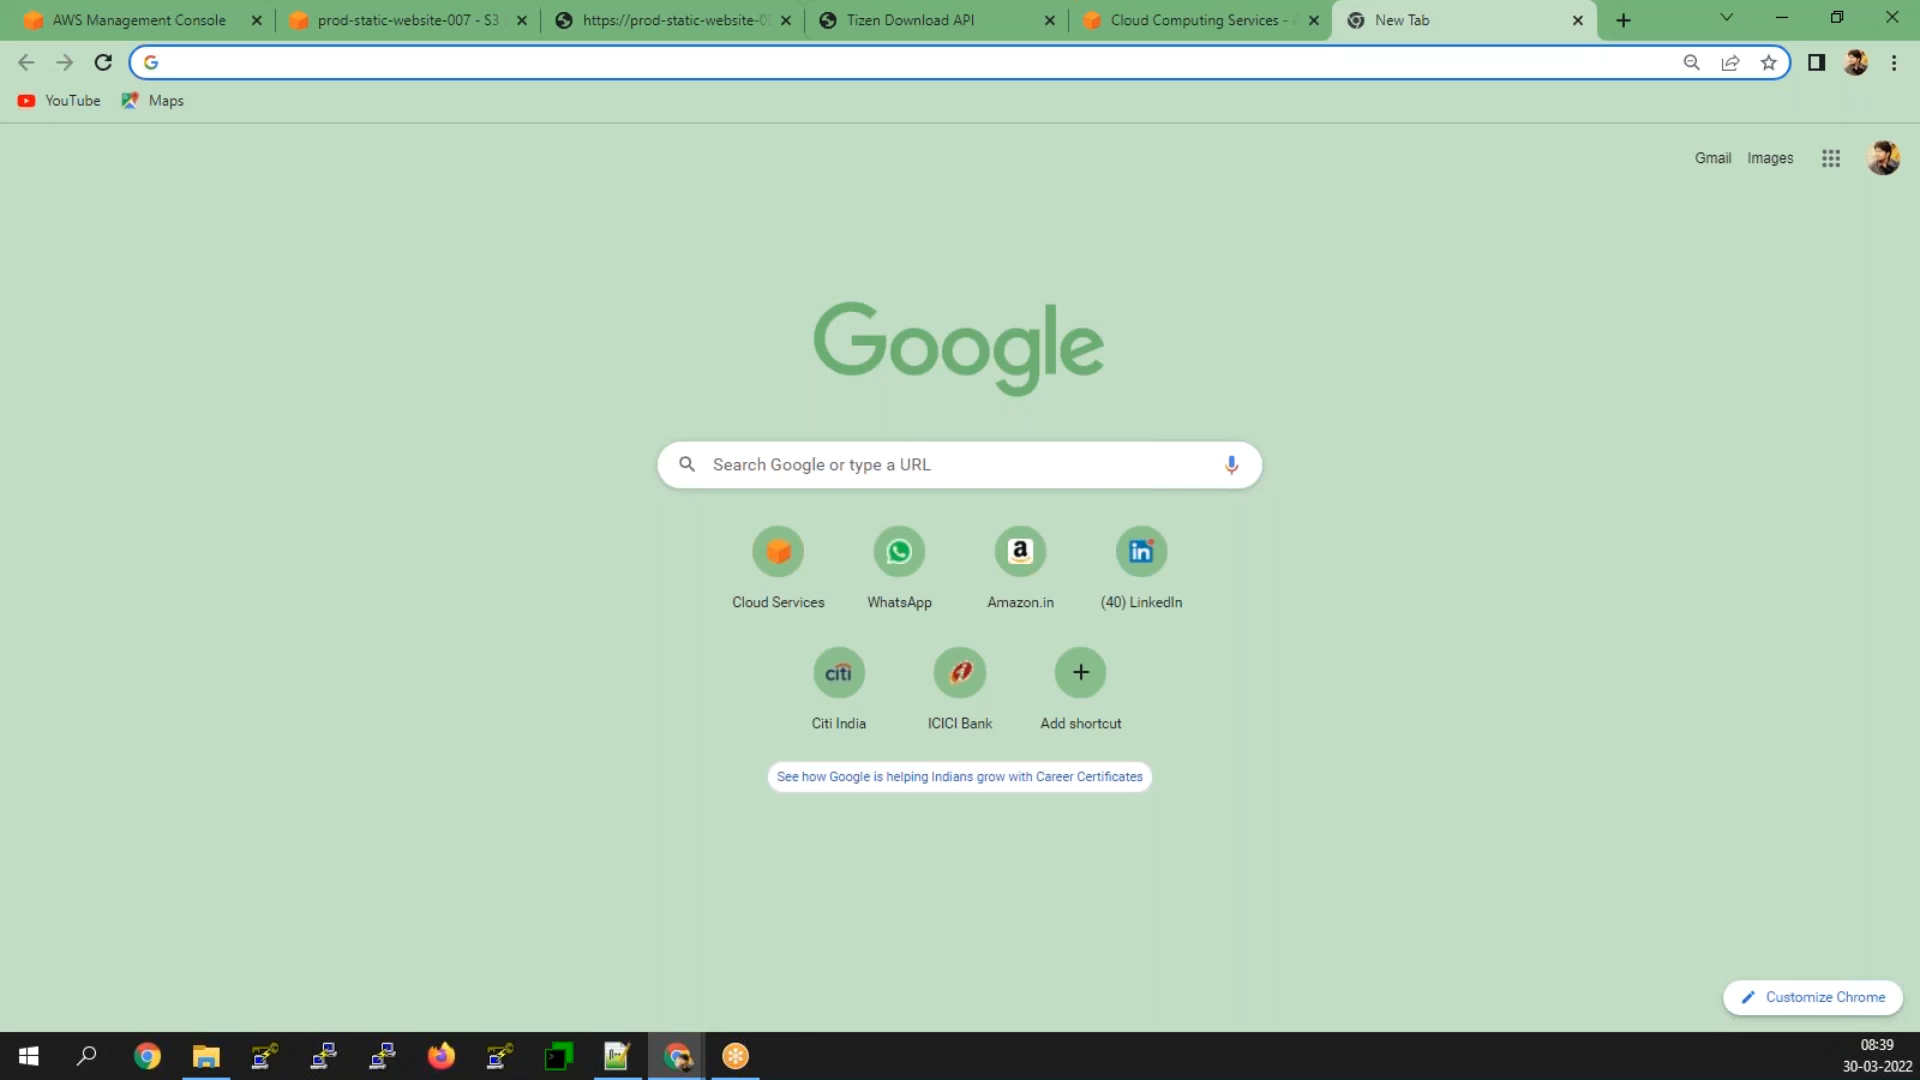 AWS Management Console
prod-static-website-007 - S3
https://prod-static-website-0
Tizen Download API
Cloud Computing Services -
New Tab
YouTube
Maps
Gmail
Images
Google
Search Google or type a URL
Cloud Services
WhatsApp
Amazon.in
(40) LinkedIn
citi
Citi India
ICICI Bank
Add shortcut
See how Google is helping Indians grow with Career Certificates
Customize Chrome
08:39
30-03-2022